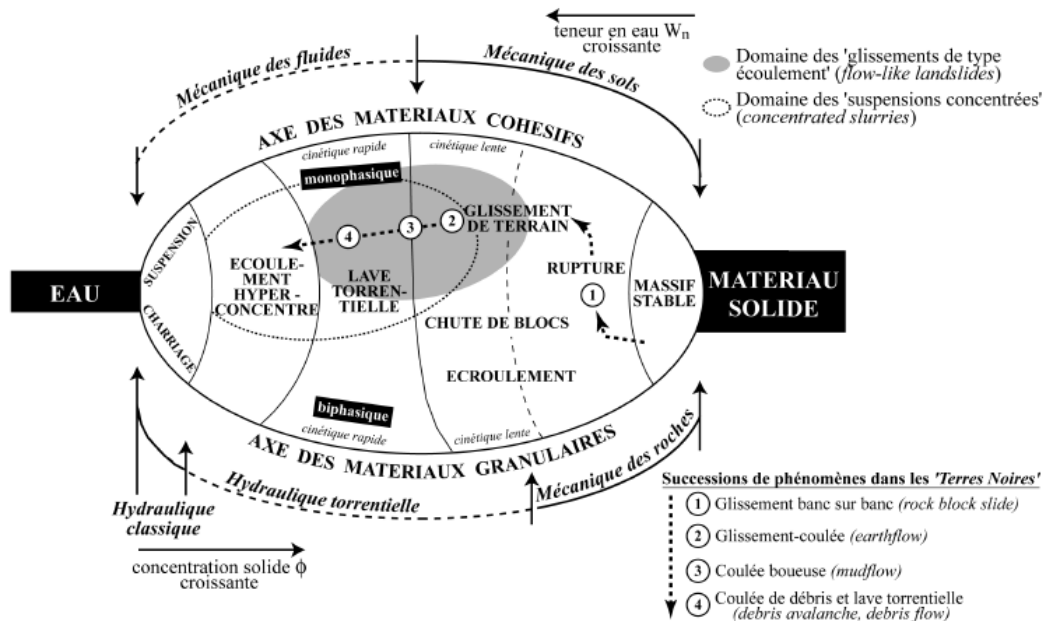 teneur en eau Wn
croissante
Domaine des 'glissements de type
écoulement' (flow-like landslides)
Domaine des 'suspensions concentrées'
(concentrated slurries)
Mécanique des fluides
Mécanique des sols
AXE DES MATERIAUX COHESIFS
cinétique rapide
cinétique lente
monophasique
SUSPENSION
CHARRIAGE
EAU
ECOULE-
MENT
HYPER-
CONCENTRE
4
3
2
LAVE
TORREN-
TIELLE
GLISSEMENT
DE TERRAIN
RUPTURE
1
MASSIF
STABLE
MATERIAU
SOLIDE
CHUTE DE BLOCS
ECROULEMENT
biphasique
cinétique rapide
cinétique lente
AXE DES MATERIAUX GRANULAIRES
Hydraulique torrentielle
Mécanique des roches
Hydraulique
classique
concentration solide ϕ
croissante
Successions de phénomènes dans les 'Terres Noires'
1 Glissement banc sur banc (rock block slide)
2 Glissement-coulée (earthflow)
3 Coulée boueuse (mudflow)
4 Coulée de débris et lave torrentielle
(debris avalanche, debris flow)